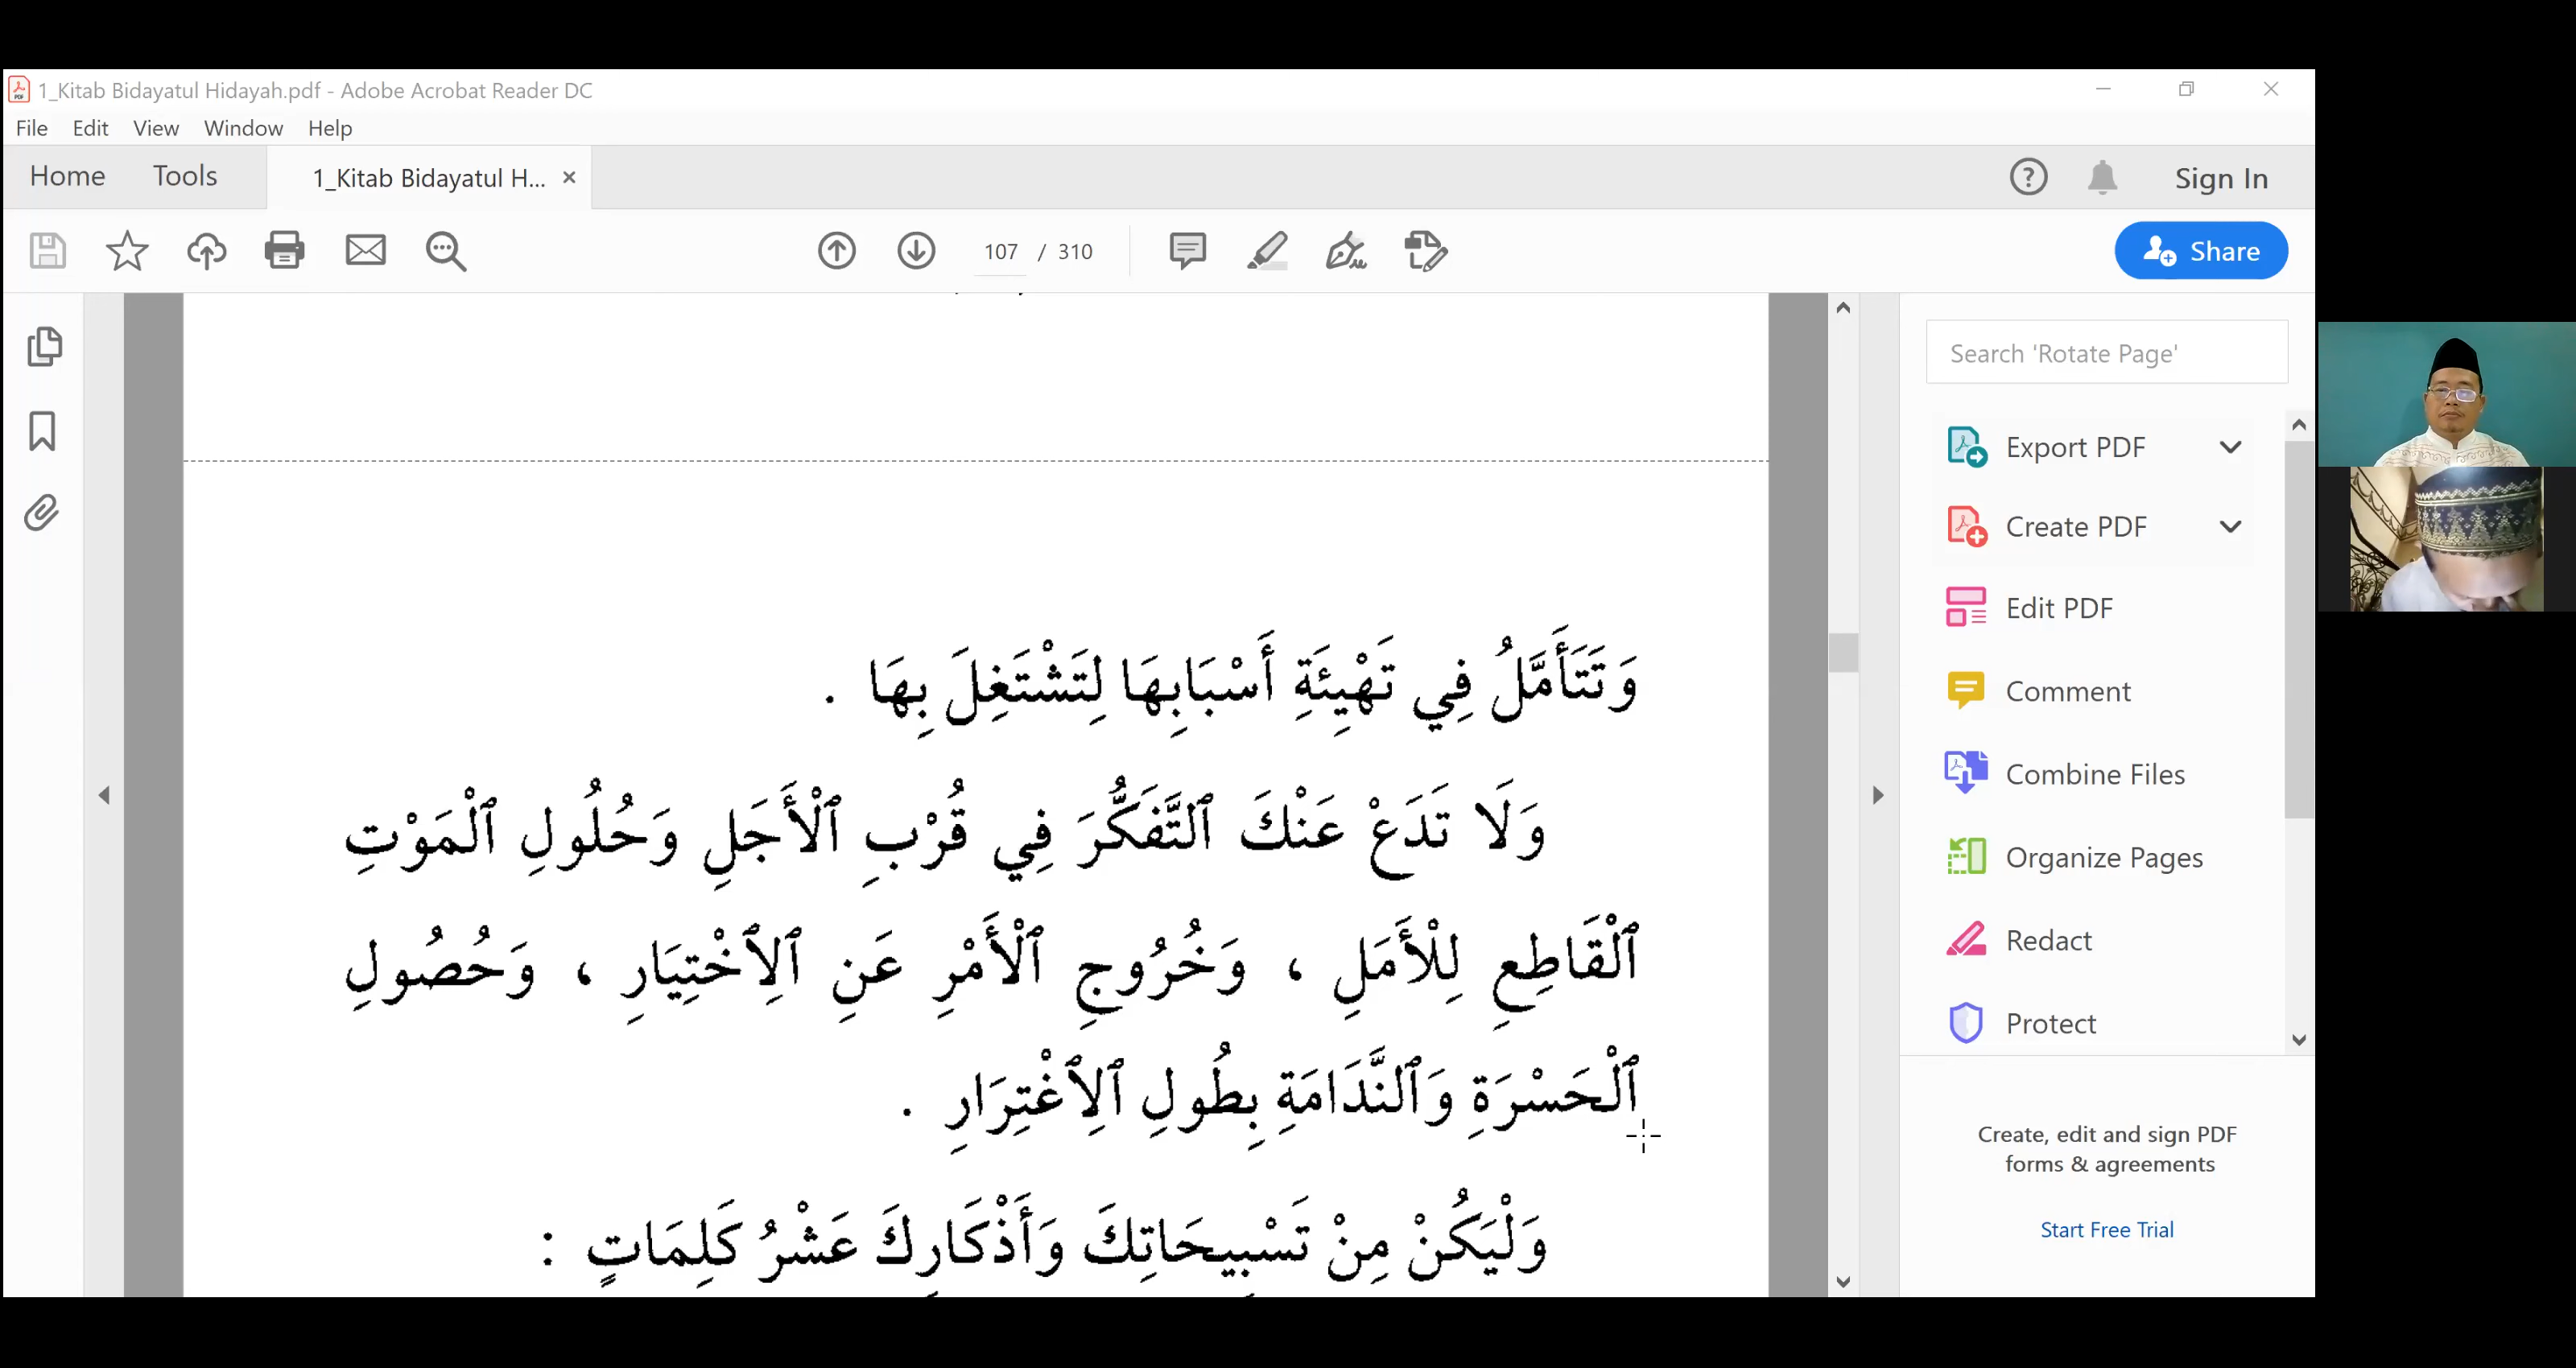 1_Kitab Bidayatul Hidayah.pdf - Adobe Acrobat Reader DC
File Edit View Window Help
Home Tools 1_Kitab Bidayatul H... Sign In
107 / 310 Share
Search 'Rotate Page'
Export PDF
Create PDF
Edit PDF
Comment
Combine Files
Organize Pages
Redact
Protect
Create, edit and sign PDF
forms & agreements
Start Free Trial
وَتَتَأَمَّلُ فِي تَهْيِئَةِ أَسْبَابِهَا لِتَشْتَغِلَ بِهَا .
وَلَا تَدَعْ عَنْكَ ٱلتَّفَكُّرَ فِي قُرْبِ ٱلْأَجَلِ وَحُلُولِ ٱلْمَوْتِ
ٱلْقَاطِعِ لِلْأَمَلِ ، وَخُرُوجِ ٱلْأَمْرِ عَنِ ٱلِٱخْتِيَارِ ، وَحُصُولِ
ٱلْحَسْرَةِ وَٱلنَّدَامَةِ بِطُولِ ٱلِٱغْتِرَارِ .
وَلْيَكُنْ مِنْ تَسْبِيحَاتِكَ وَأَذْكَارِكَ عَشْرُ كَلِمَاتٍ :